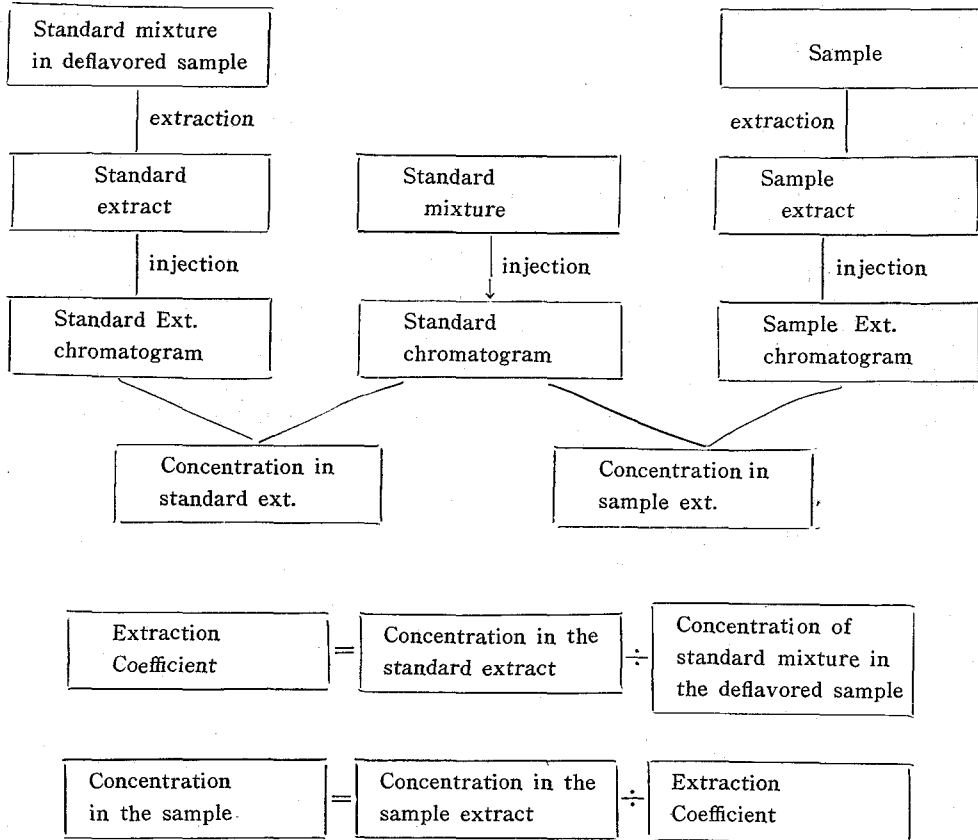 Standard mixture
in deflavored sample
Sample
extraction
extraction
Standard
extract
Standard
mixture
Sample
extract
injection
injection
injection
Standard Ext.
chromatogram
Standard
chromatogram
Sample Ext.
chromatogram
Concentration in
standard ext.
Concentration in
sample ext.
Extraction
Coefficient
=
Concentration in the
standard extract
÷
Concentration of
standard mixture in
the deflavored sample
Concentration
in the sample
=
Concentration in the
sample extract
÷
Extraction
Coefficient